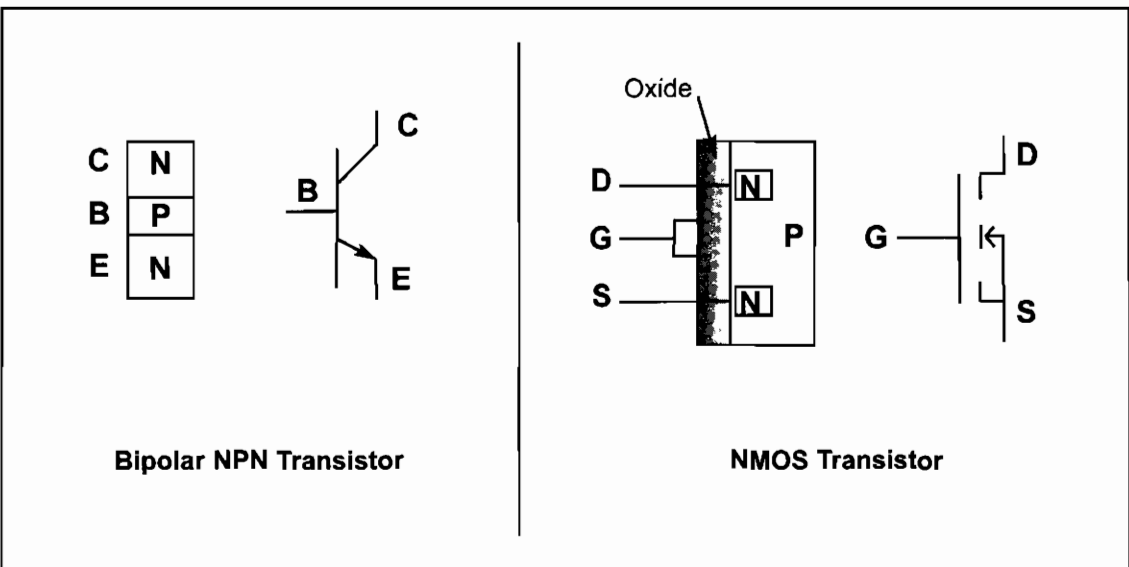 C N
B P
E N
B
C
E
Bipolar NPN Transistor
Oxide
D
G
S
N
P
N
G
D
S
NMOS Transistor